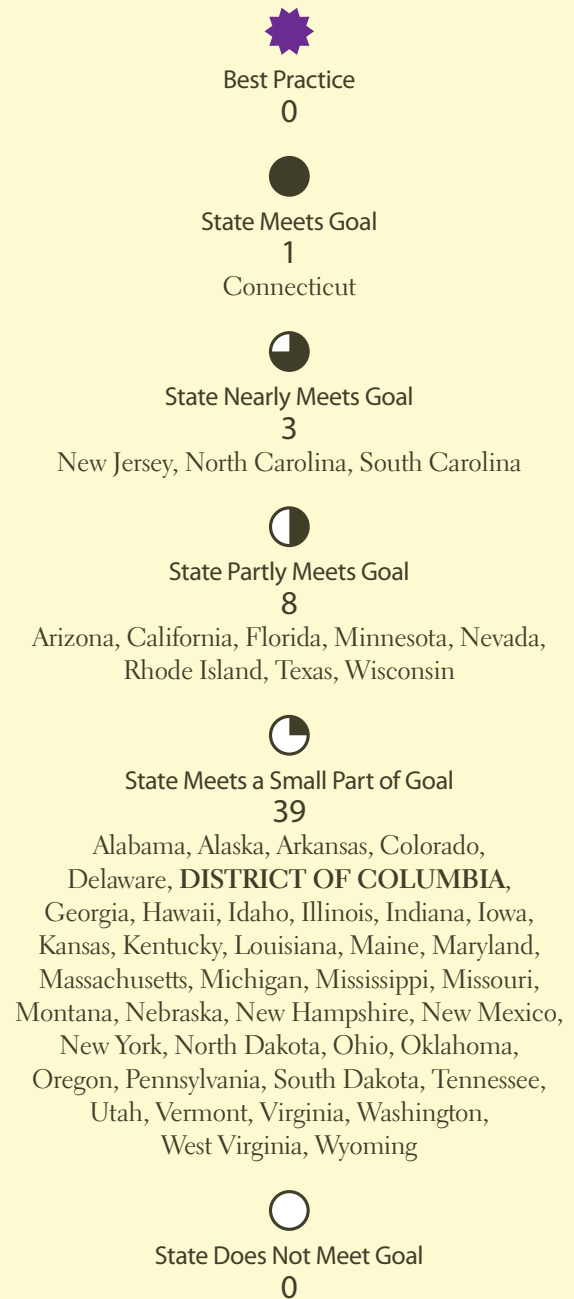 Best Practice
0
State Meets Goal
1
Connecticut
State Nearly Meets Goal
3
New Jersey, North Carolina, South Carolina
State Partly Meets Goal
8
Arizona, California, Florida, Minnesota, Nevada,
Rhode Island, Texas, Wisconsin
State Meets a Small Part of Goal
39
Alabama, Alaska, Arkansas, Colorado,
Delaware, DISTRICT OF COLUMBIA,
Georgia, Hawaii, Idaho, Illinois, Indiana, Iowa,
Kansas, Kentucky, Louisiana, Maine, Maryland,
Massachusetts, Michigan, Mississippi, Missouri,
Montana, Nebraska, New Hampshire, New Mexico,
New York, North Dakota, Ohio, Oklahoma,
Oregon, Pennsylvania, South Dakota, Tennessee,
Utah, Vermont, Virginia, Washington,
West Virginia, Wyoming
State Does Not Meet Goal
0